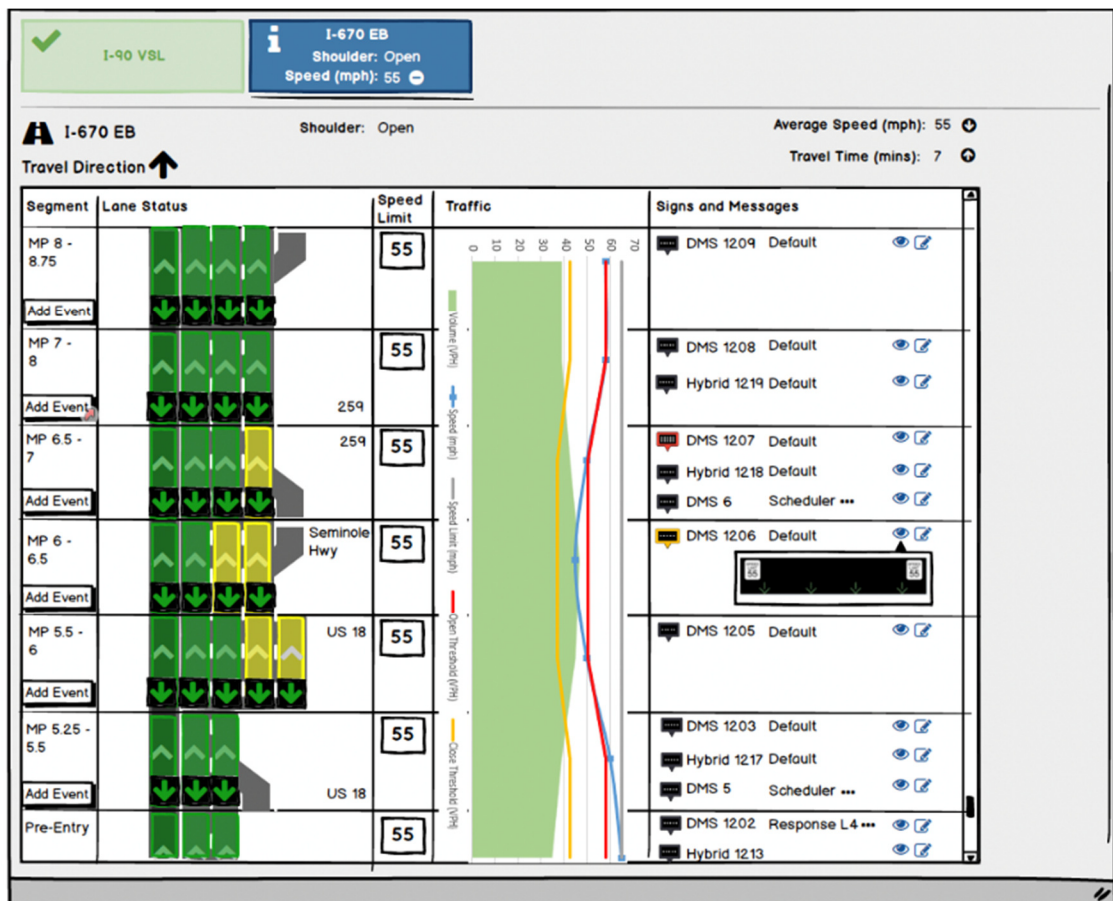 I-90 VSL
I-670 EB
Shoulder: Open
Speed (mph): 55
I-670 EB
Shoulder: Open
Average Speed (mph): 55
Travel Direction
Travel Time (mins): 7
Segment Lane Status Speed Limit Traffic Signs and Messages
0 10 20 30 40 50 60 70
Volume (VPH)
Speed (mph)
Speed Limit (mph)
Open Threshold (VPH)
Close Threshold (VPH)
MP 8 - 8.75
Add Event
55
DMS 1209 Default
MP 7 - 8
Add Event
259
55
DMS 1208 Default
Hybrid 1219 Default
MP 6.5 - 7
Add Event
259
55
DMS 1207 Default
Hybrid 1218 Default
DMS 6 Scheduler •••
MP 6 - 6.5
Add Event
Seminole Hwy
55
DMS 1206 Default
55 55
MP 5.5 - 6
Add Event
US 18
55
DMS 1205 Default
MP 5.25 - 5.5
Add Event
US 18
55
DMS 1203 Default
Hybrid 1217 Default
DMS 5 Scheduler •••
Pre-Entry
55
DMS 1202 Response L4 •••
Hybrid 1213